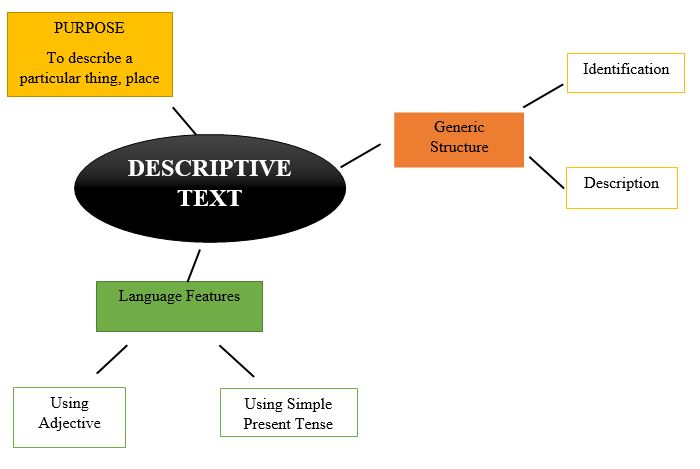 PURPOSE
To describe a
particular thing, place
Identification
Generic
Structure
DESCRIPTIVE
TEXT
Description
Language Features
Using
Adjective
Using Simple
Present Tense